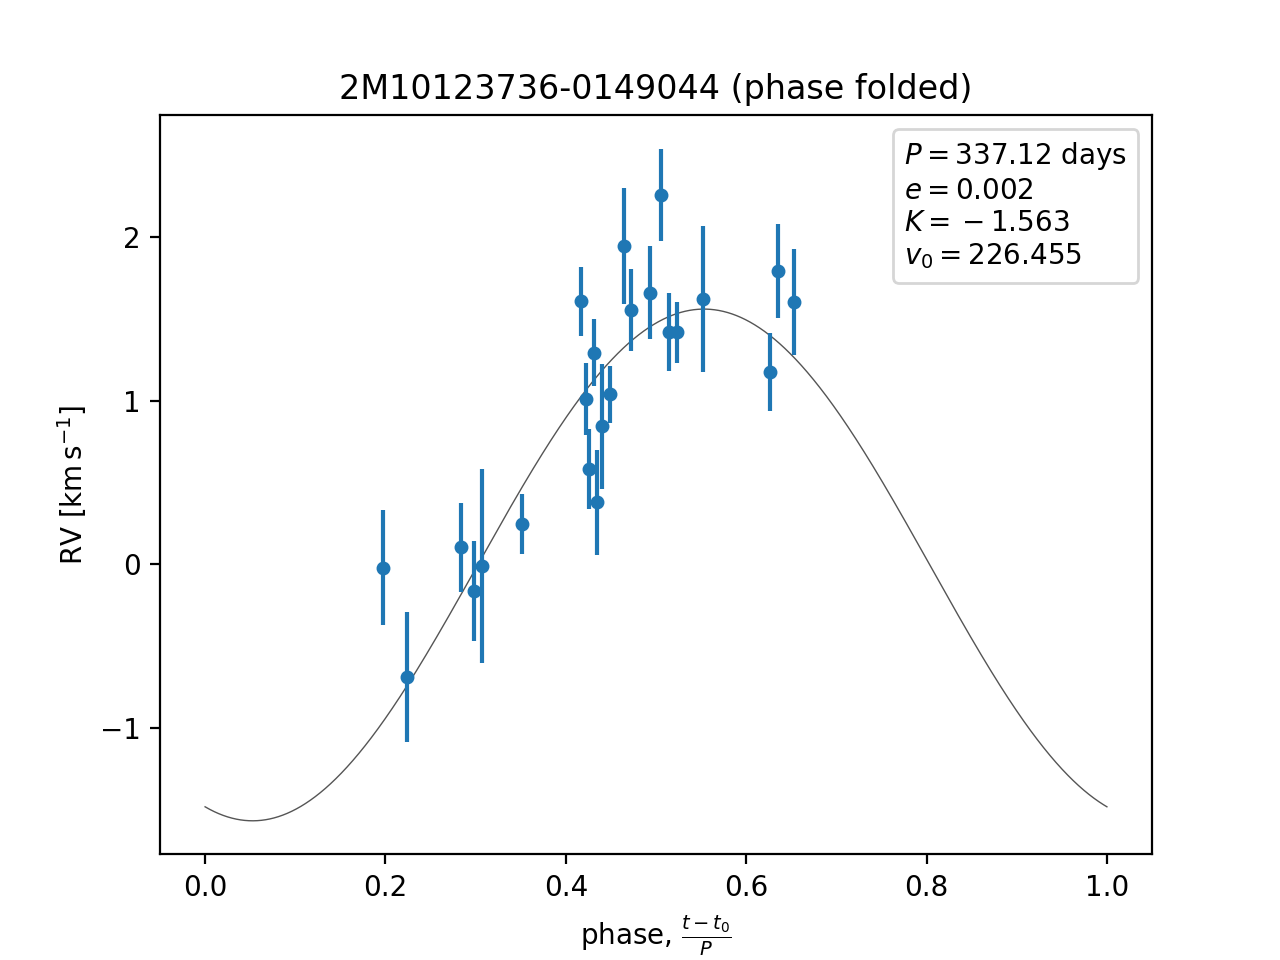 2M10123736-0149044 (phase folded)
P = 337.12 days
e = 0.002
K = −1.563
v₀ = 226.455
2
1
0
−1
RV [km s⁻¹]
0.0 0.2 0.4 0.6 0.8 1.0
phase, (t − t₀)/P